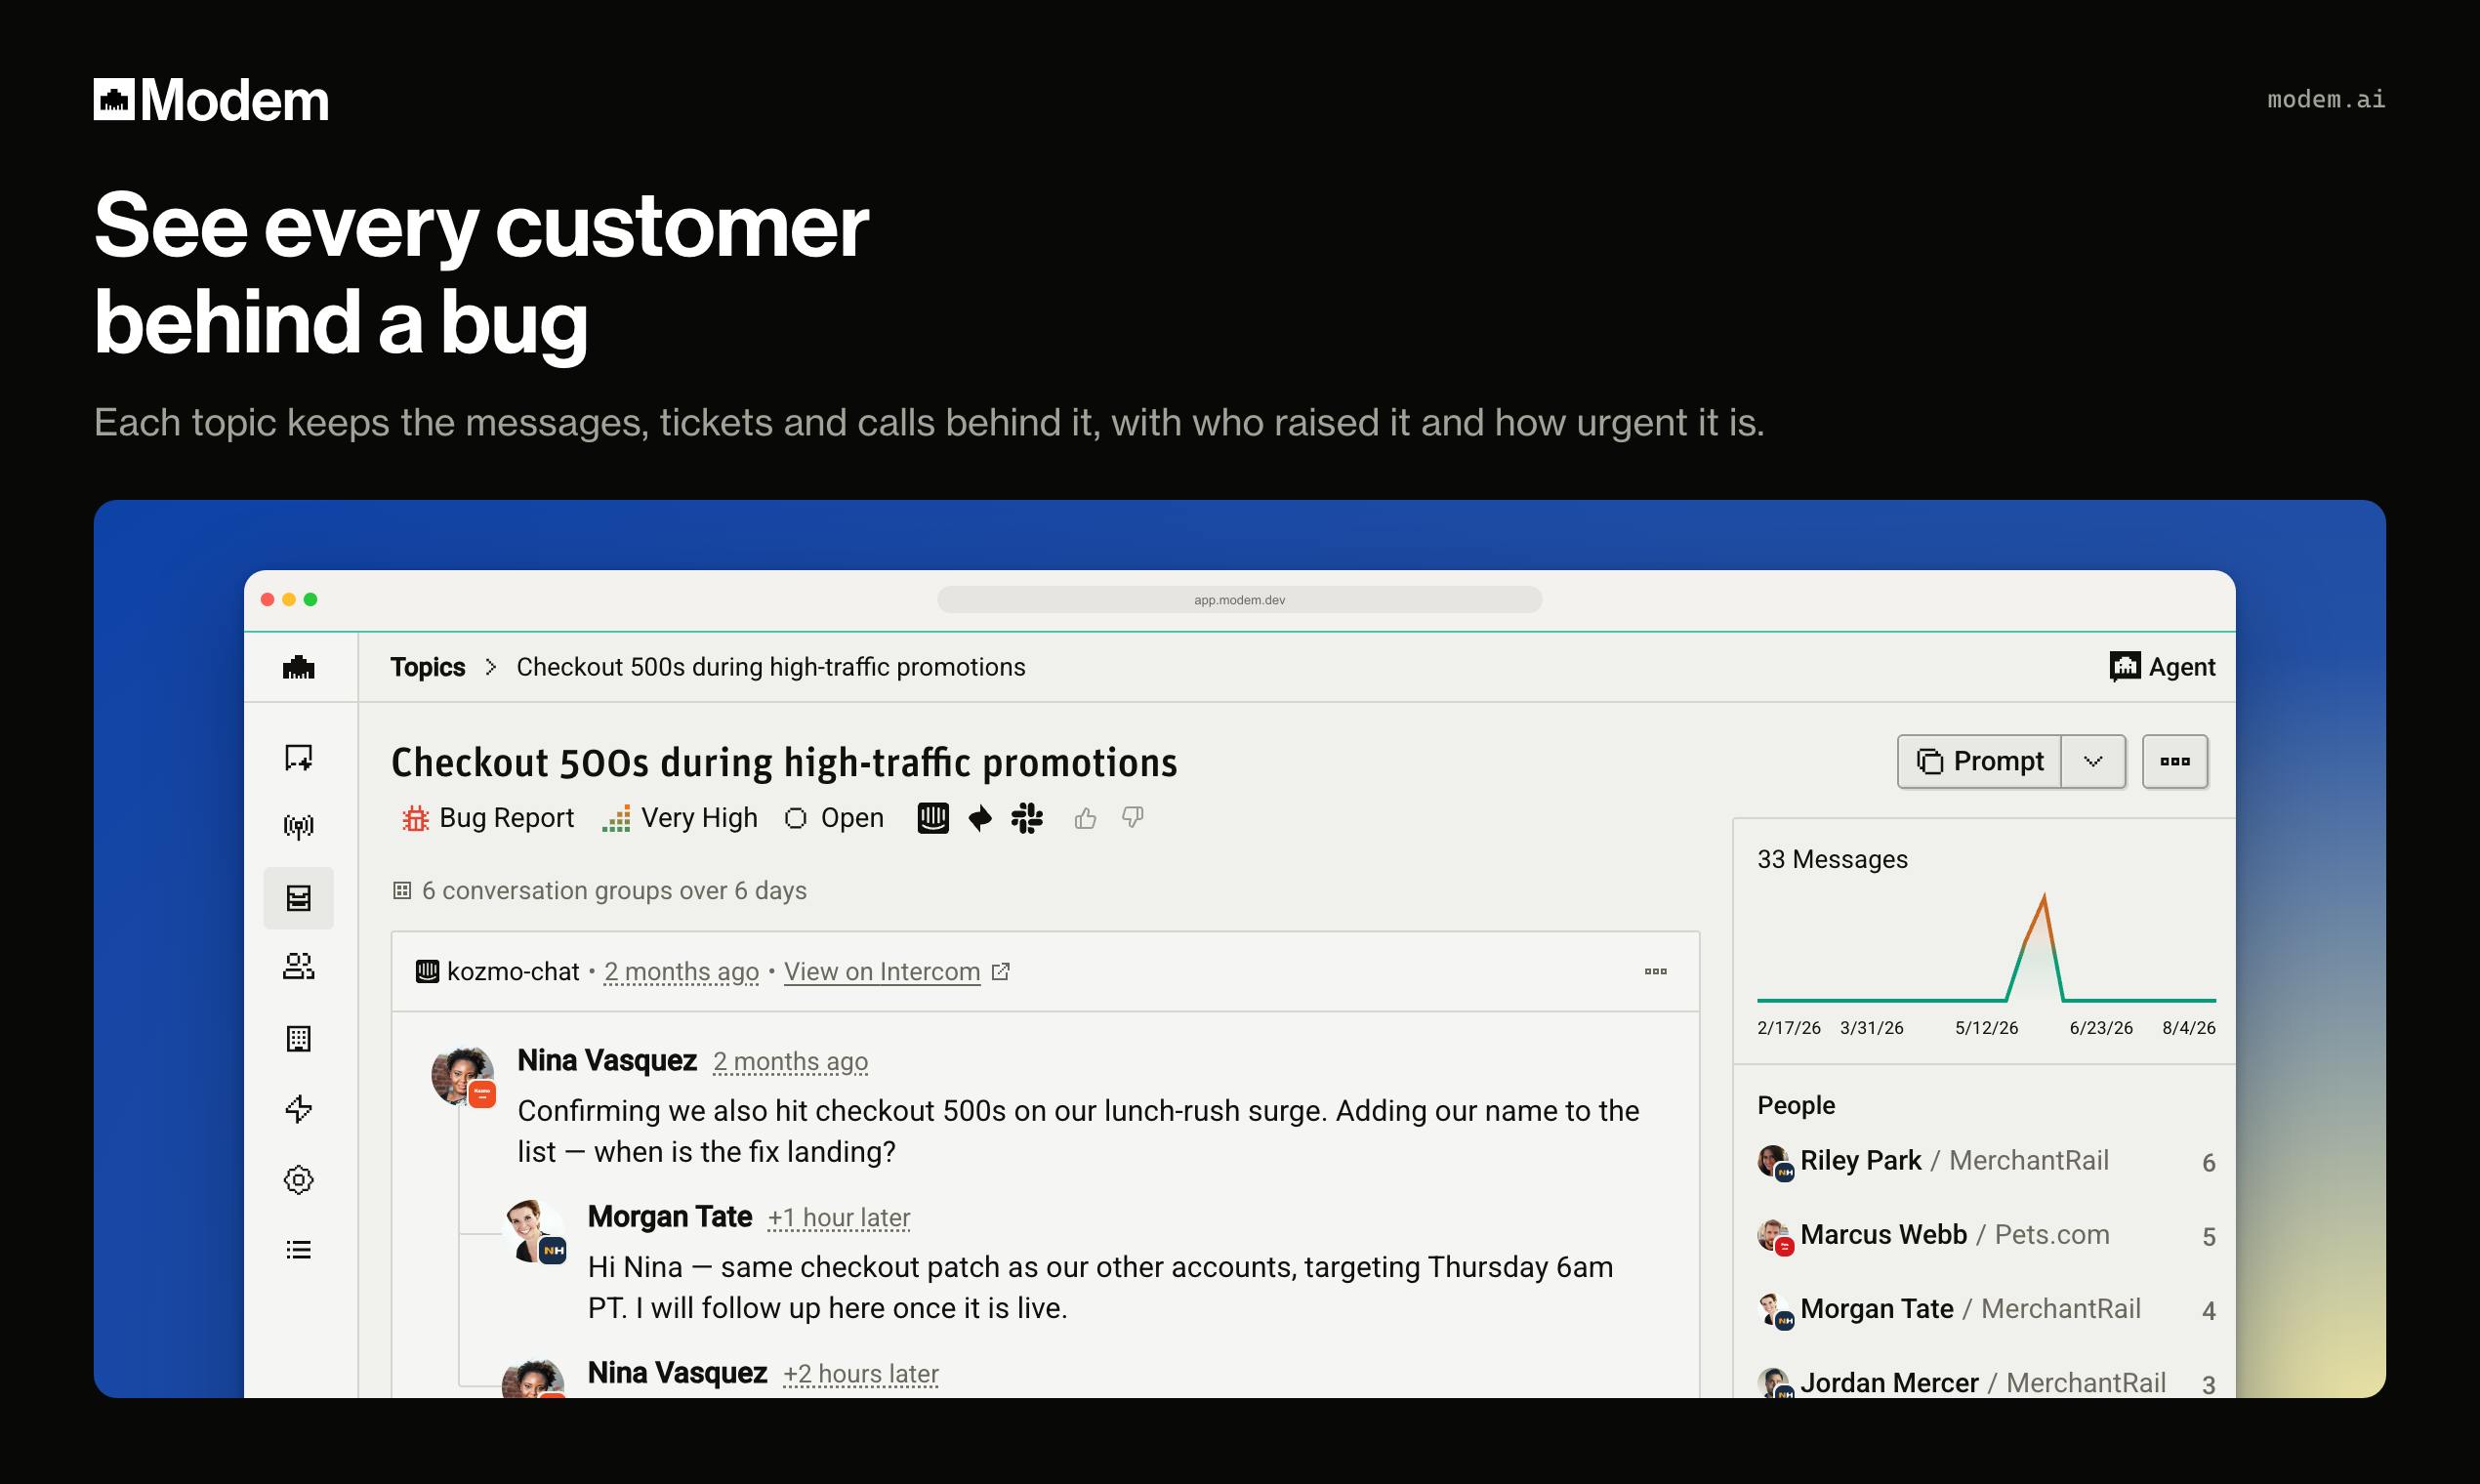 Modem
modem.ai
See every customer
behind a bug
Each topic keeps the messages, tickets and calls behind it, with who raised it and how urgent it is.
app.modem.dev
Topics > Checkout 500s during high-traffic promotions
Agent
Checkout 500s during high-traffic promotions
Prompt
Bug Report Very High Open
6 conversation groups over 6 days
kozmo-chat • 2 months ago • View on Intercom
Nina Vasquez 2 months ago
Confirming we also hit checkout 500s on our lunch-rush surge. Adding our name to the
list — when is the fix landing?
Morgan Tate +1 hour later
Hi Nina — same checkout patch as our other accounts, targeting Thursday 6am
PT. I will follow up here once it is live.
Nina Vasquez +2 hours later
33 Messages
2/17/26 3/31/26 5/12/26 6/23/26 8/4/26
People
NH
Riley Park / MerchantRail 6
Marcus Webb / Pets.com 5
NH
Morgan Tate / MerchantRail 4
NH
Jordan Mercer / MerchantRail 3
NH